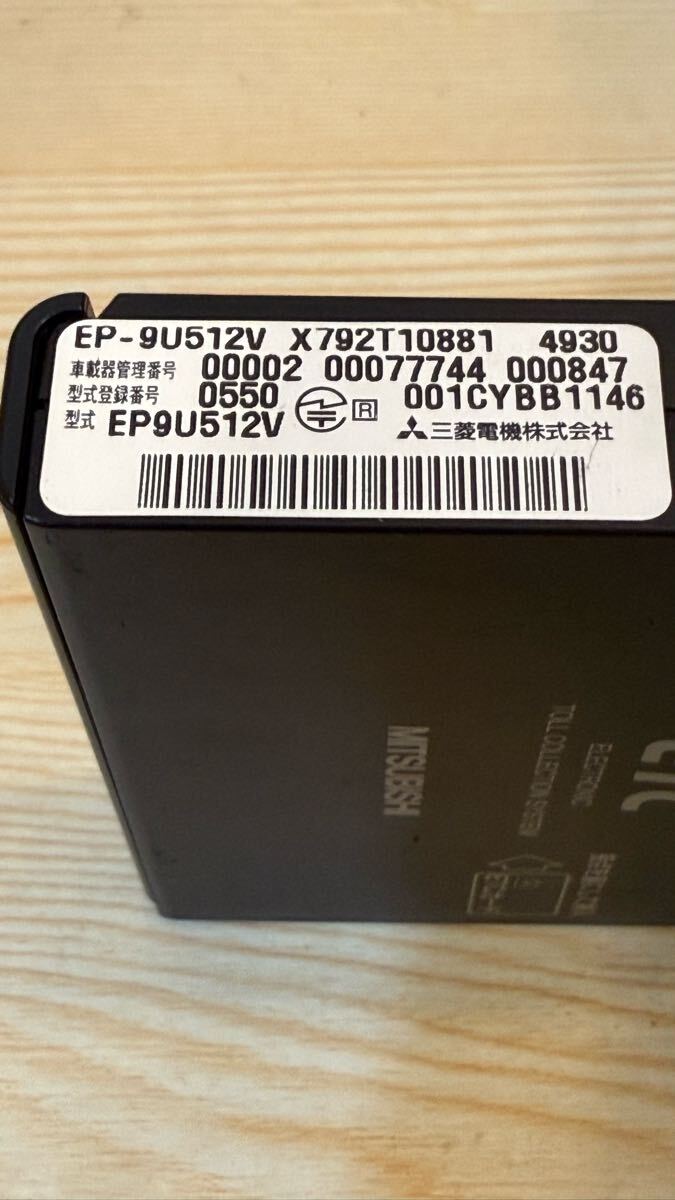 EP-9U512V X792T10881 4930
車載器管理番号 00002 00077744 000847
型式登録番号 0550 R 001CYBB1146
型式 EP9U512V 三菱電機株式会社
MITSUBISHI
ELECTRONIC
TOLL COLLECTION SYSTEM